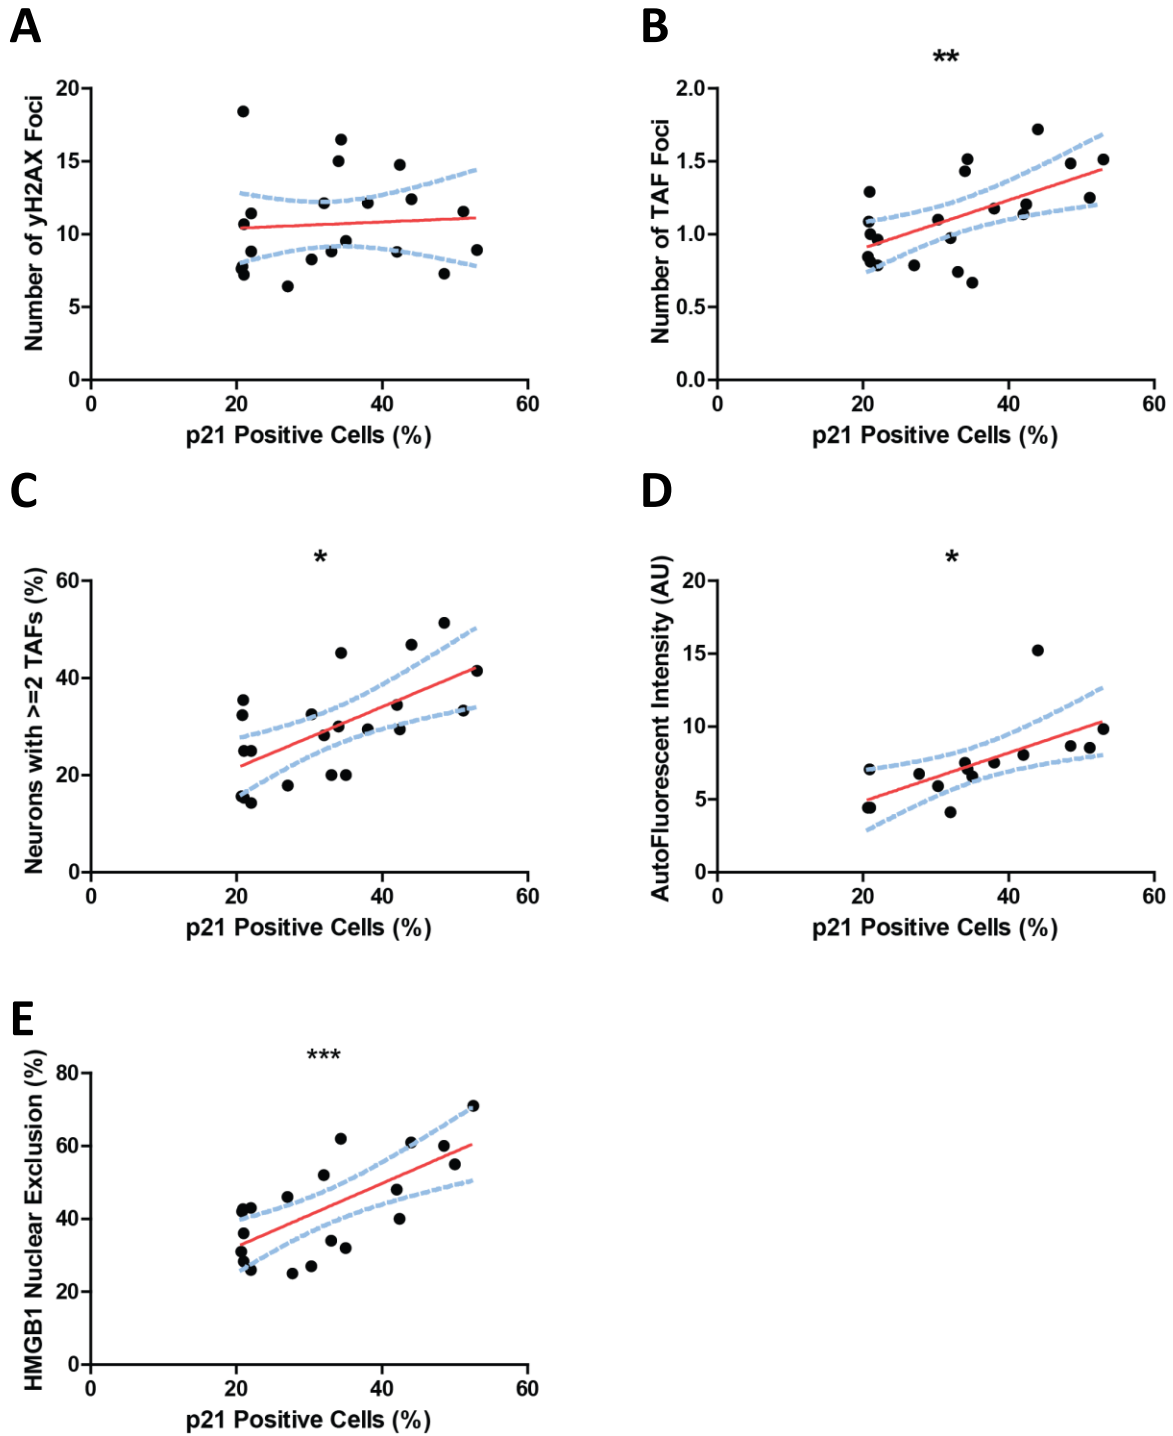 A
Number of yH2AX Foci
20
15
10
5
0
0 20 40 60
p21 Positive Cells (%)
B
**
Number of TAF Foci
2.0
1.5
1.0
0.5
0.0
0 20 40 60
p21 Positive Cells (%)
C
*
Neurons with >=2 TAFs (%)
60
40
20
0
0 20 40 60
p21 Positive Cells (%)
D
*
AutoFluorescent Intensity (AU)
20
15
10
5
0
0 20 40 60
p21 Positive Cells (%)
E
***
HMGB1 Nuclear Exclusion (%)
80
60
40
20
0
0 20 40 60
p21 Positive Cells (%)